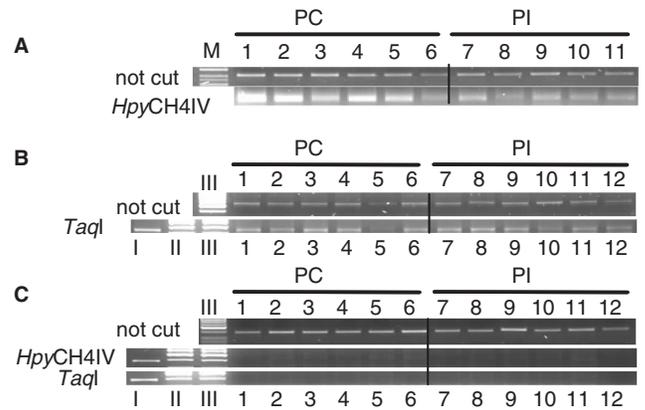 PC PI
A M 1 2 3 4 5 6 7 8 9 10 11
not cut
HpyCH4IV
B PC PI
III 1 2 3 4 5 6 7 8 9 10 11 12
not cut
TaqI
I II III 1 2 3 4 5 6 7 8 9 10 11 12
PC PI
C III 1 2 3 4 5 6 7 8 9 10 11 12
not cut
HpyCH4IV
TaqI
I II III 1 2 3 4 5 6 7 8 9 10 11 12